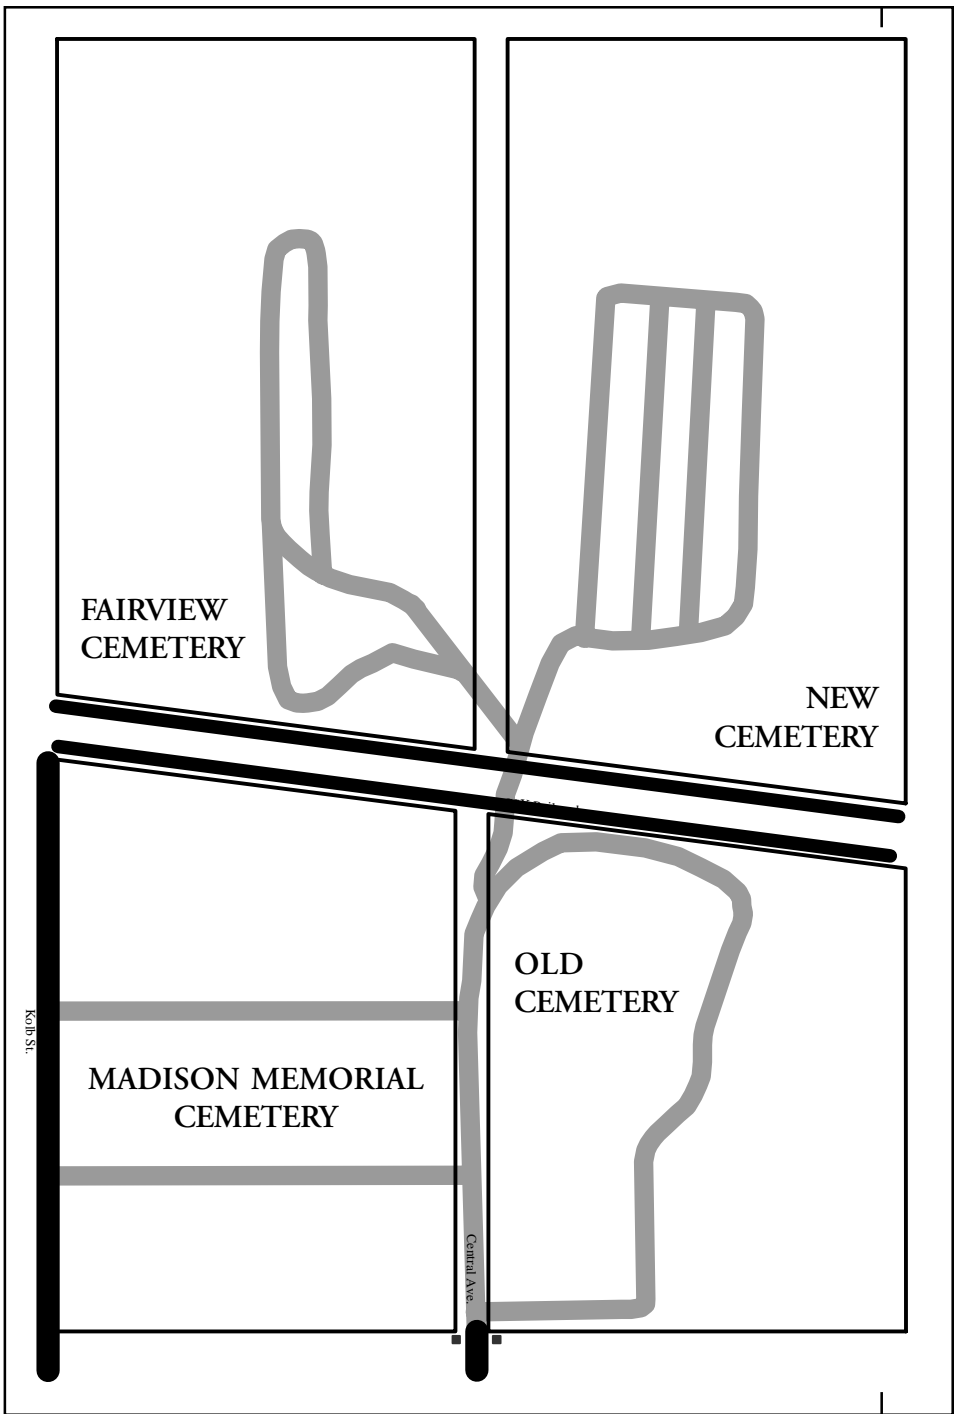 FAIRVIEW
CEMETERY
NEW
CEMETERY
OLD
CEMETERY
Kolb St.
MADISON MEMORIAL
CEMETERY
Central Ave.